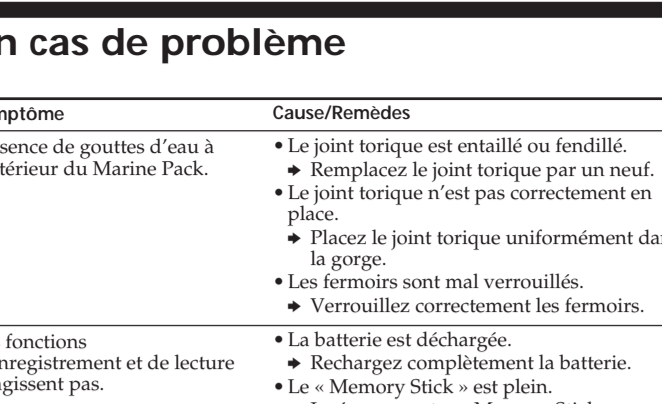 n cas de problème
mptôme
Cause/Remèdes
sence de gouttes d'eau à
térieur du Marine Pack.
• Le joint torique est entaillé ou fendillé.
➧ Remplacez le joint torique par un neuf.
• Le joint torique n'est pas correctement en
place.
➧ Placez le joint torique uniformément da
la gorge.
• Les fermoirs sont mal verrouillés.
➧ Verrouillez correctement les fermoirs.
fonctions
nregistrement et de lecture
gissent pas.
• La batterie est déchargée.
➧ Rechargez complètement la batterie.
• Le « Memory Stick » est plein.